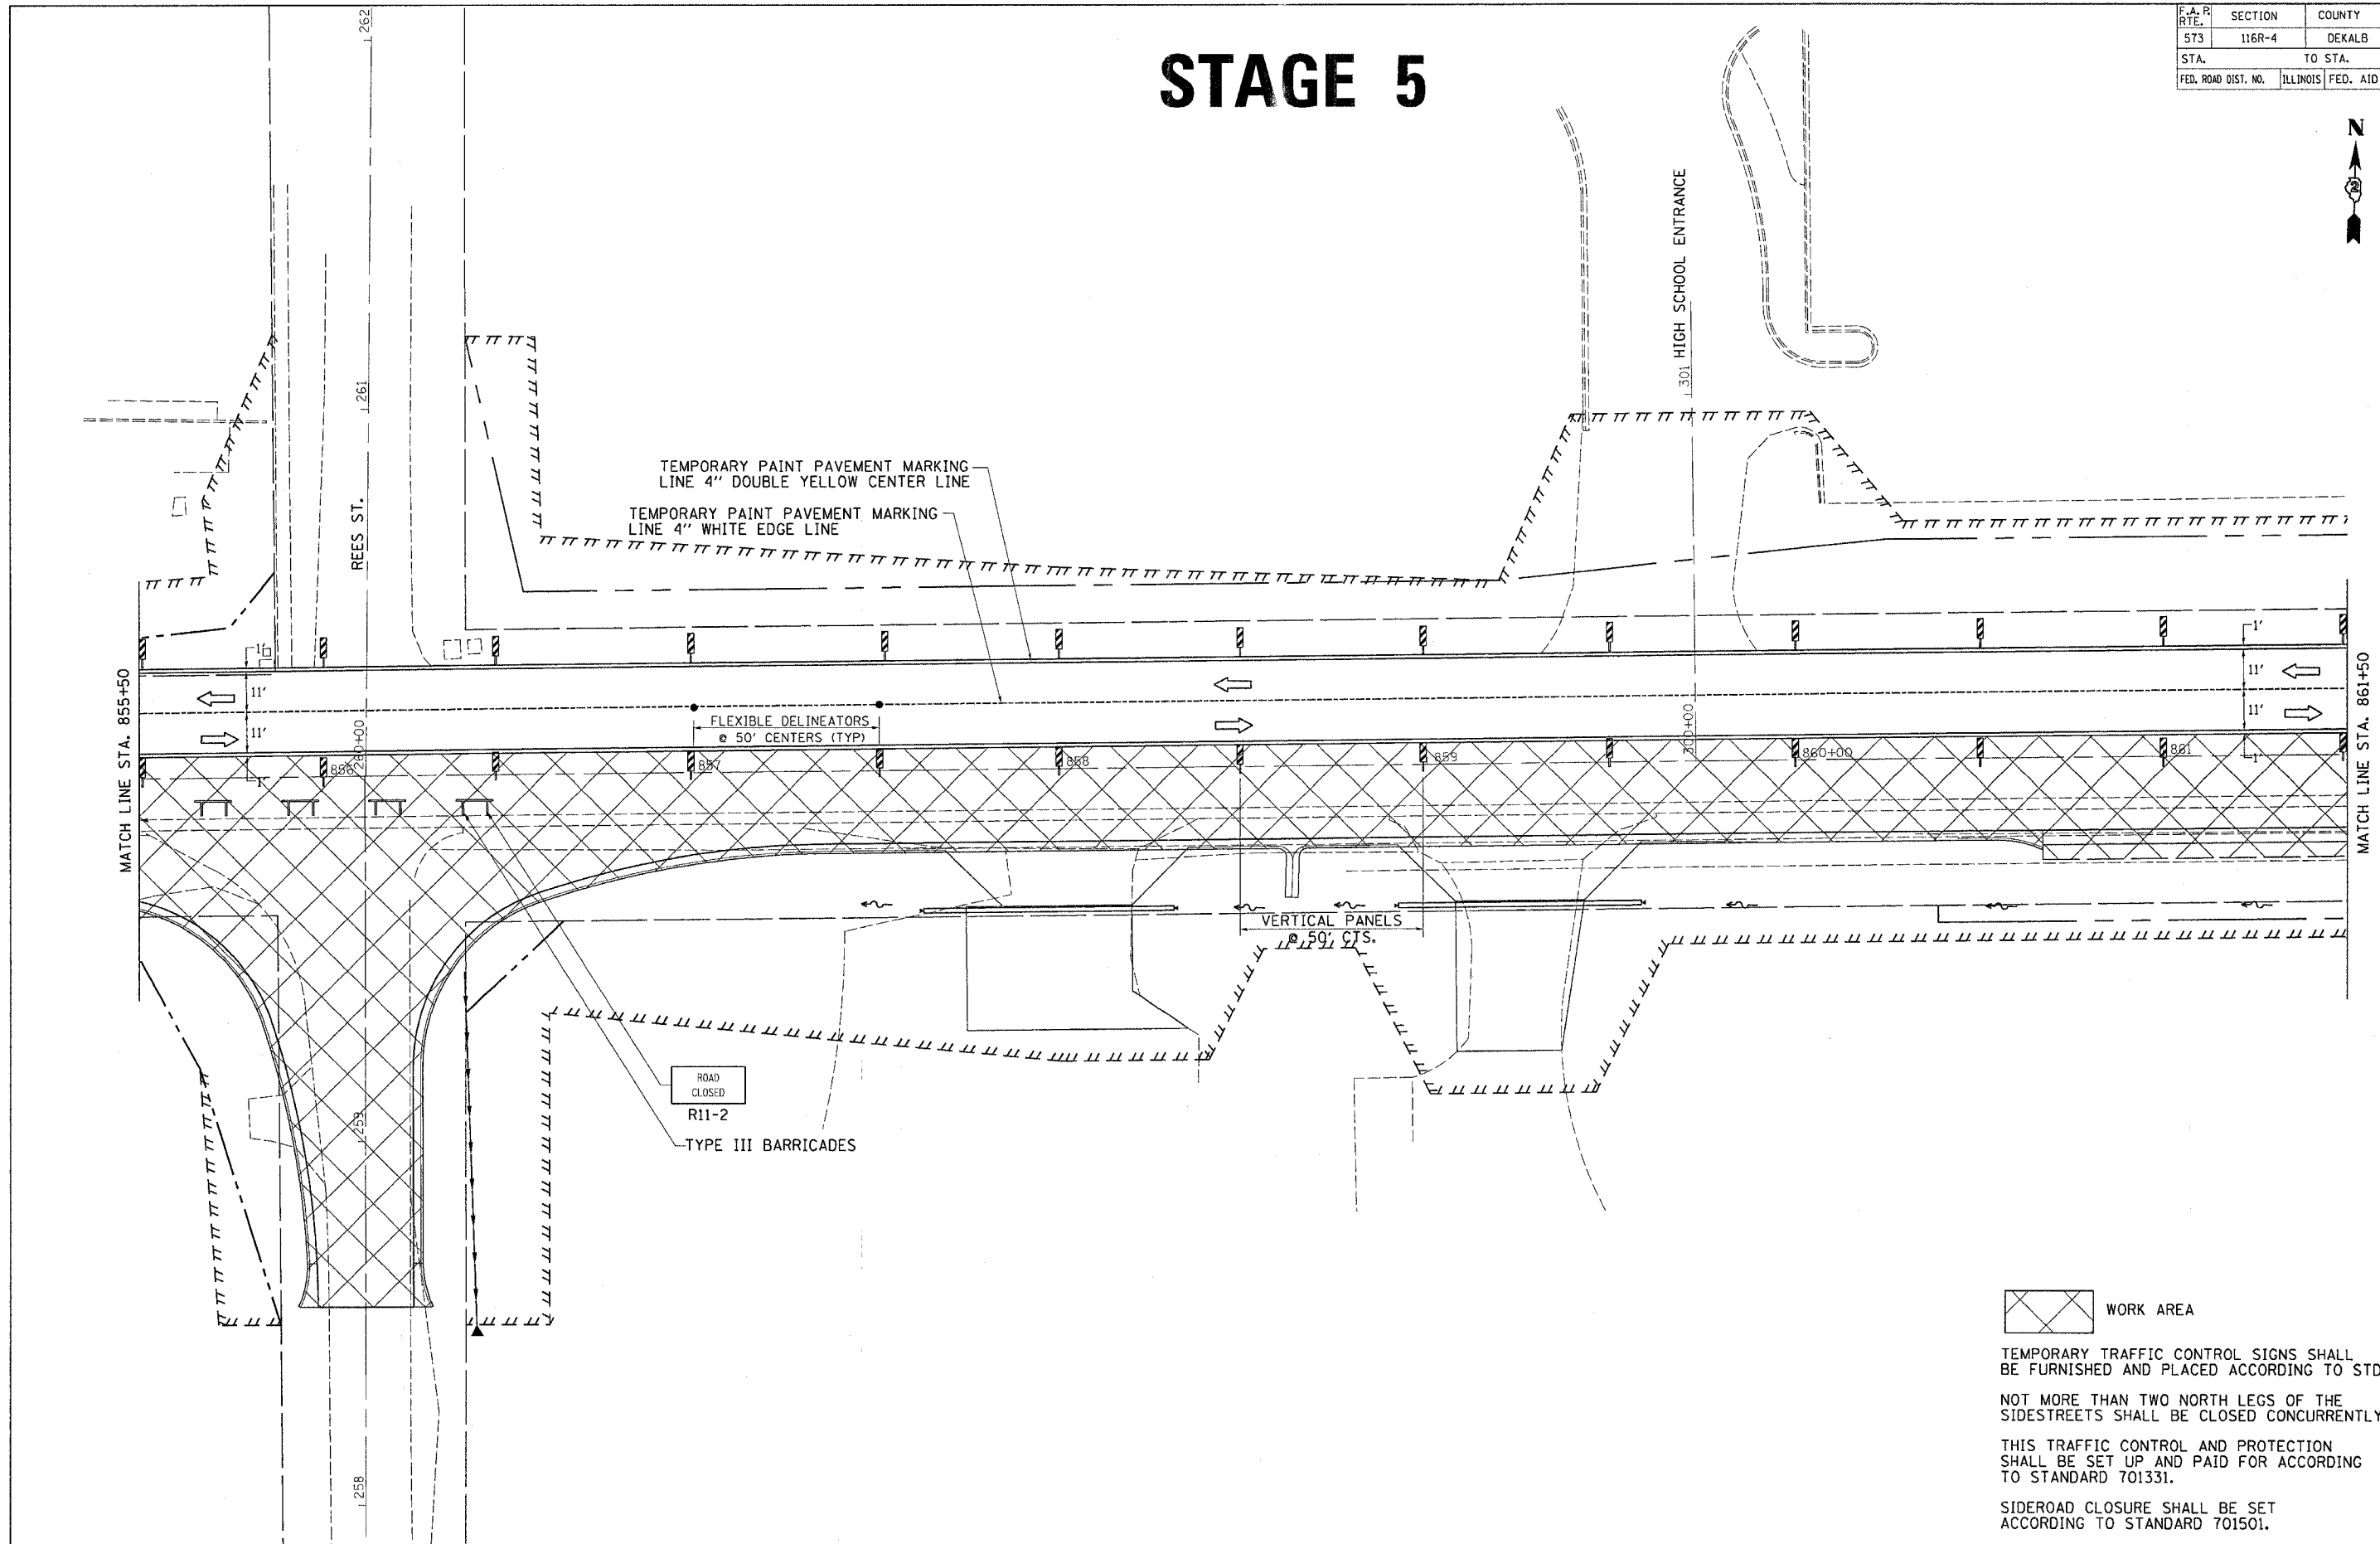 STAGE 5
F.A.P. RTE. SECTION COUNTY
573 116R-4 DEKALB
STA. TO STA.
FED. ROAD DIST. NO. ILLINOIS FED. AID
N
262
261
REES ST.
301 HIGH SCHOOL ENTRANCE
TEMPORARY PAINT PAVEMENT MARKING
LINE 4" DOUBLE YELLOW CENTER LINE
TEMPORARY PAINT PAVEMENT MARKING
LINE 4" WHITE EDGE LINE
MATCH LINE STA. 855+50
1'
11'
11'
1'
FLEXIBLE DELINEATORS
@ 50' CENTERS (TYP)
1'
11'
11'
1'
MATCH LINE STA. 861+50
260+00
300+00
856
857
858
859
860+00
861
VERTICAL PANELS
@ 50' CTS.
ROAD
CLOSED
R11-2
TYPE III BARRICADES
259
258
WORK AREA
TEMPORARY TRAFFIC CONTROL SIGNS SHALL
BE FURNISHED AND PLACED ACCORDING TO STD
NOT MORE THAN TWO NORTH LEGS OF THE
SIDESTREETS SHALL BE CLOSED CONCURRENTLY
THIS TRAFFIC CONTROL AND PROTECTION
SHALL BE SET UP AND PAID FOR ACCORDING
TO STANDARD 701331.
SIDEROAD CLOSURE SHALL BE SET
ACCORDING TO STANDARD 701501.